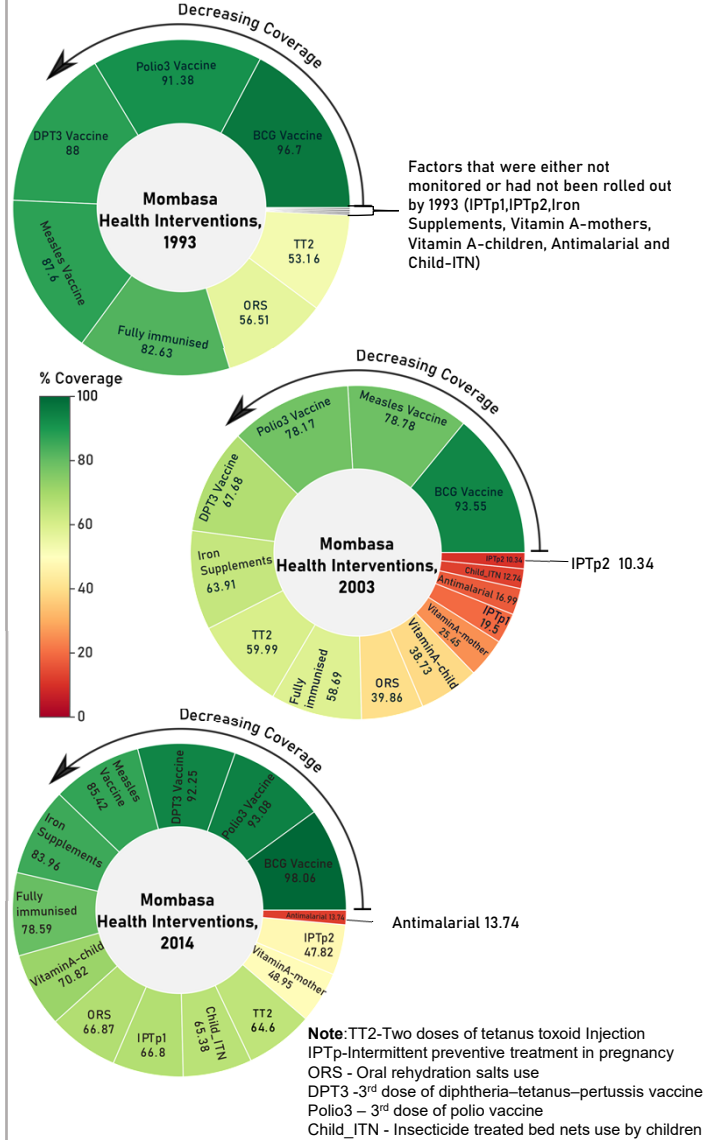 Decreasing Coverage
Polio3 Vaccine
91.38
BCG Vaccine
96.7
DPT3 Vaccine
88
Measles Vaccine
87.6
Fully immunised
82.63
ORS
56.51
TT2
53.16
Mombasa
Health Interventions,
1993
Factors that were either not
monitored or had not been rolled out
by 1993 (IPTp1,IPTp2,Iron
Supplements, Vitamin A-mothers,
Vitamin A-children, Antimalarial and
Child-ITN)
% Coverage
100
80
60
40
20
0
Decreasing Coverage
BCG Vaccine
93.55
Measles Vaccine
78.78
Polio3 Vaccine
78.17
DPT3 Vaccine
67.68
Iron
Supplements
63.91
TT2
59.99
Fully
immunised
58.69
ORS
39.86
VitaminA-child
38.73
VitaminA-mother
25.45
IPTp1
19.5
Antimalarial 16.99
Child_ITN 12.74
IPTp2 10.34
Mombasa
Health Interventions,
2003
IPTp2 10.34
Decreasing Coverage
BCG Vaccine
98.06
Polio3 Vaccine
93.08
DPT3 Vaccine
92.25
Measles
Vaccine
85.42
Iron
Supplements
83.96
Fully
immunised
78.59
VitaminA-child
70.82
ORS
66.87
IPTp1
66.8
Child_ITN
65.38
TT2
64.6
VitaminA-mother
48.95
IPTp2
47.82
Antimalarial 13.74
Mombasa
Health Interventions,
2014
Antimalarial 13.74
Note:TT2-Two doses of tetanus toxoid Injection
IPTp-Intermittent preventive treatment in pregnancy
ORS - Oral rehydration salts use
DPT3 -3rd dose of diphtheria–tetanus–pertussis vaccine
Polio3 – 3rd dose of polio vaccine
Child_ITN - Insecticide treated bed nets use by children